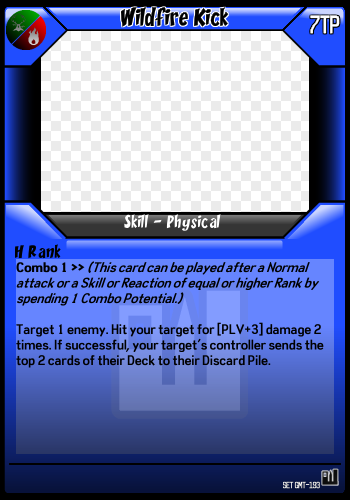 Wildfire Kick
7TP
Skill - Physical
H Rank
Combo 1 >> (This card can be played after a Normal
attack or a Skill or Reaction of equal or higher Rank by
spending 1 Combo Potential.)
Target 1 enemy. Hit your target for [PLV+3] damage 2
times. If successful, your target's controller sends the
top 2 cards of their Deck to their Discard Pile.
SET GMT-193